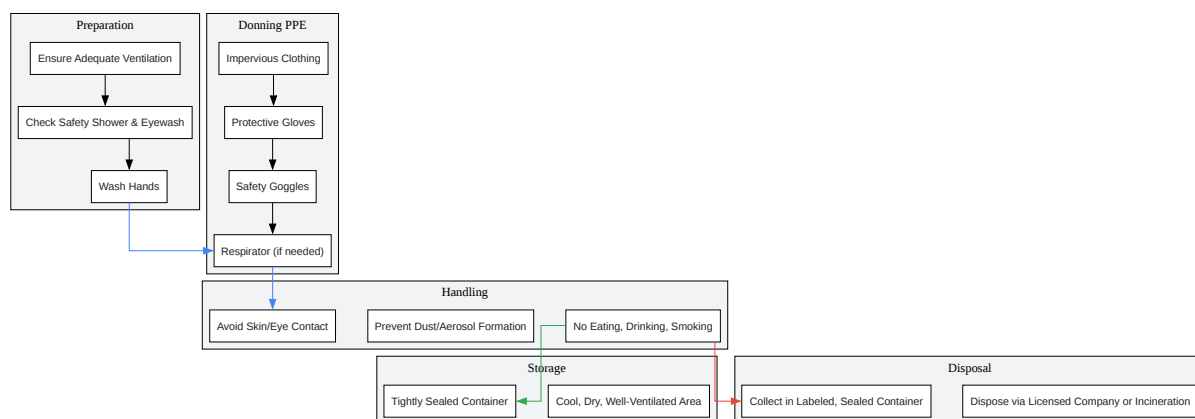 Preparation
Ensure Adequate Ventilation
Check Safety Shower & Eyewash
Wash Hands
Donning PPE
Impervious Clothing
Protective Gloves
Safety Goggles
Respirator (if needed)
Handling
Avoid Skin/Eye Contact
Prevent Dust/Aerosol Formation
No Eating, Drinking, Smoking
Storage
Tightly Sealed Container
Cool, Dry, Well-Ventilated Area
Disposal
Collect in Labeled, Sealed Container
Dispose via Licensed Company or Incineration